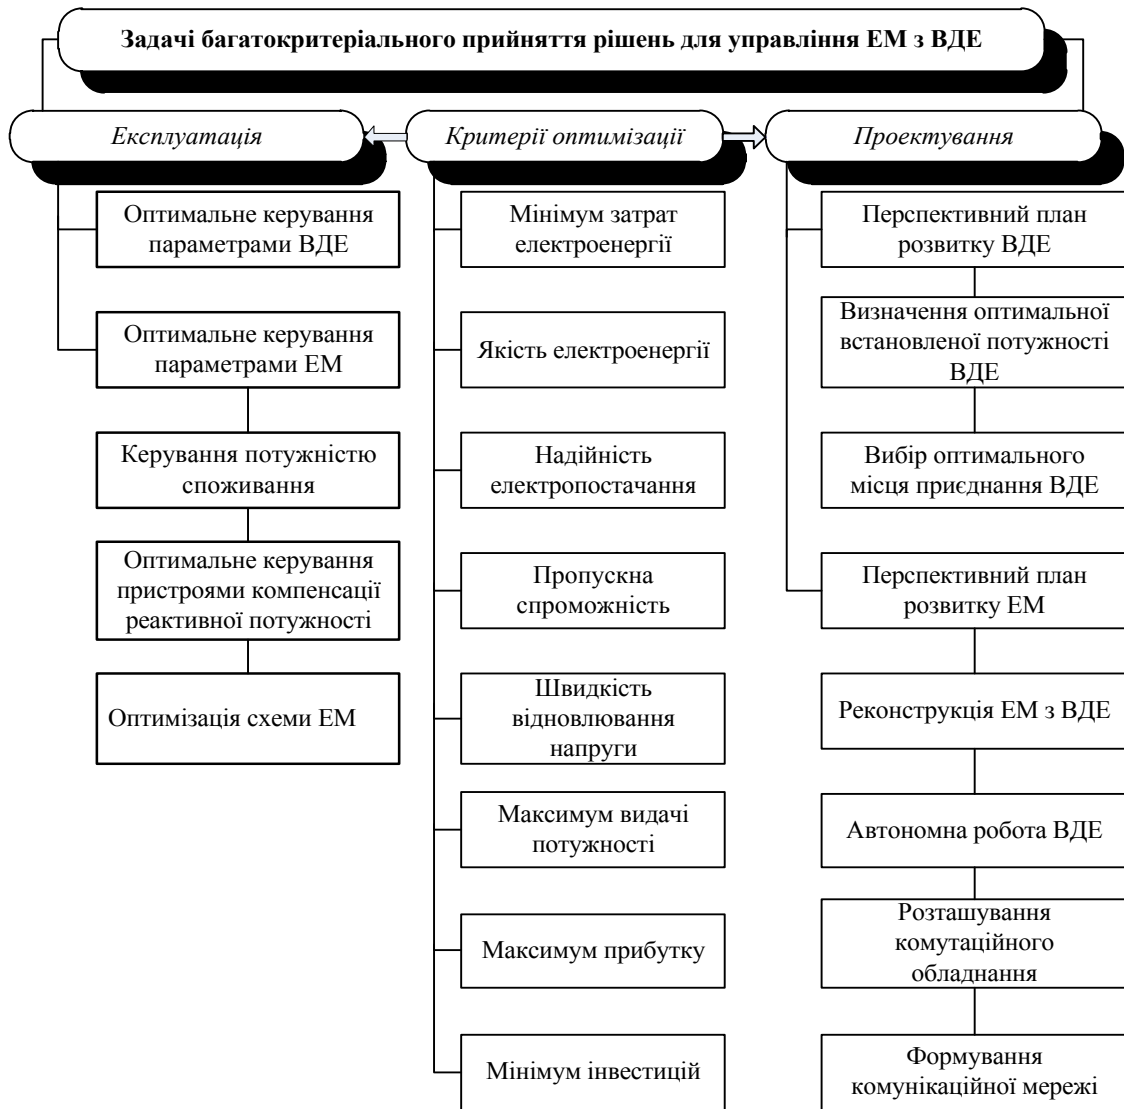 Задачі багатокритеріального прийняття рішень для управління ЕМ з ВДЕ
Експлуатація
Критерії оптимізації
Проектування
Оптимальне керування
параметрами ВДЕ
Оптимальне керування
параметрами ЕМ
Керування потужністю
споживання
Оптимальне керування
пристроями компенсації
реактивної потужності
Оптимізація схеми ЕМ
Мінімум затрат
електроенергії
Якість електроенергії
Надійність
електропостачання
Пропускна
спроможність
Швидкість
відновлювання
напруги
Максимум видачі
потужності
Максимум прибутку
Мінімум інвестицій
Перспективний план
розвитку ВДЕ
Визначення оптимальної
встановленої потужності
ВДЕ
Вибір оптимального
місця приєднання ВДЕ
Перспективний план
розвитку ЕМ
Реконструкція ЕМ з ВДЕ
Автономна робота ВДЕ
Розташування
комутаційного
обладнання
Формування
комунікаційної мережі